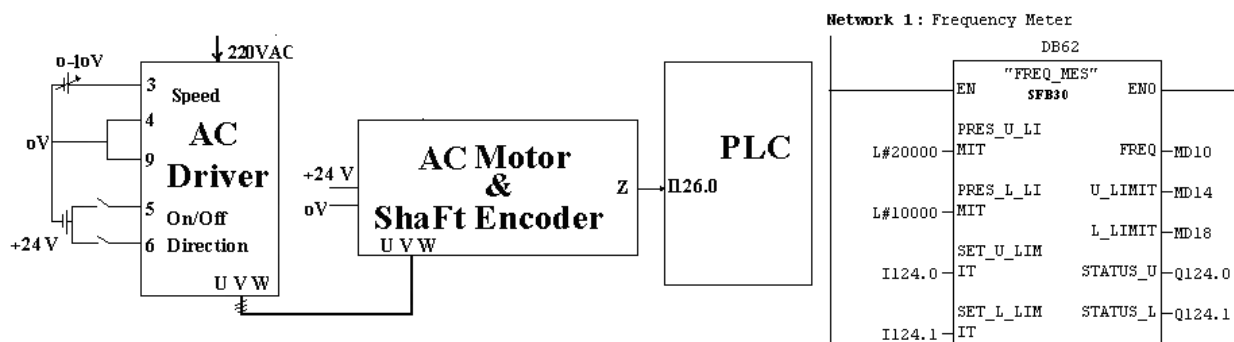 220VAC
0-10V
3
Speed
4
AC
0V
9
Driver
5
On/Off
+24 V
6
Direction
U V W
+24 V
0V
AC Motor
&
ShaFt Encoder
Z
U V W
PLC
I126.0
Network 1: Frequency Meter
DB62
"FREQ_MES"
SFB30
EN
ENO
PRES_U_LI
MIT
L#20000
FREQ
MD10
PRES_L_LI
MIT
L#10000
U_LIMIT
MD14
L_LIMIT
MD18
SET_U_LIM
IT
I124.0
STATUS_U
Q124.0
SET_L_LIM
IT
I124.1
STATUS_L
Q124.1